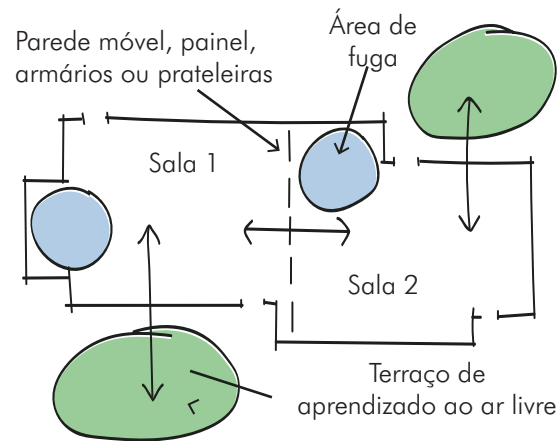 Parede móvel, painel,
armários ou prateleiras
Área de
fuga
Sala 1
Sala 2
Terraço de
aprendizado ao ar livre